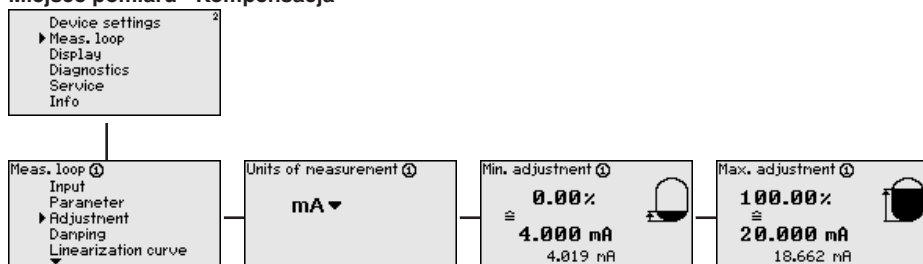 Miejsce pomiaru - Kompensacja
Device settings
2
Meas. loop
Display
Diagnostics
Service
Info
Meas. loop ①
Input
Parameter
Adjustment
Damping
Linearization curve
Units of measurement ①
mA
Min. adjustment ①
0.00%
≙
4.000 mA
4.019 mA
Max. adjustment ①
100.00%
≙
20.000 mA
18.662 mA